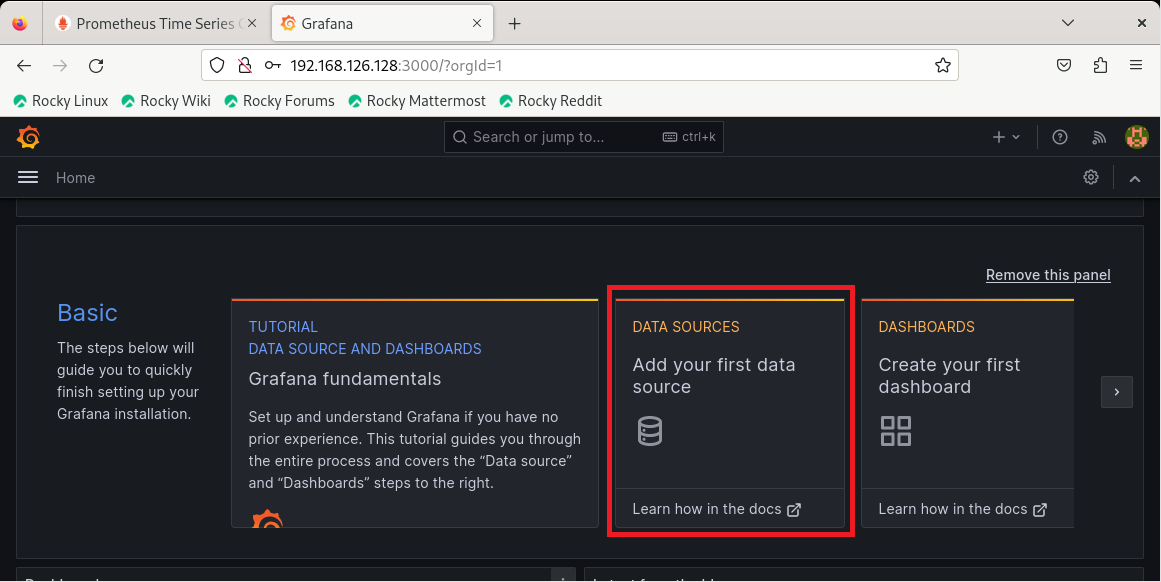 Prometheus Time Series
Grafana
192.168.126.128:3000/?orgId=1
Rocky Linux
Rocky Wiki
Rocky Forums
Rocky Mattermost
Rocky Reddit
Search or jump to...
ctrl+k
Home
Remove this panel
Basic
The steps below will
guide you to quickly
finish setting up your
Grafana installation.
TUTORIAL
DATA SOURCE AND DASHBOARDS
Grafana fundamentals
Set up and understand Grafana if you have no
prior experience. This tutorial guides you through
the entire process and covers the “Data source”
and “Dashboards” steps to the right.
DATA SOURCES
Add your first data
source
Learn how in the docs
DASHBOARDS
Create your first
dashboard
Learn how in the docs